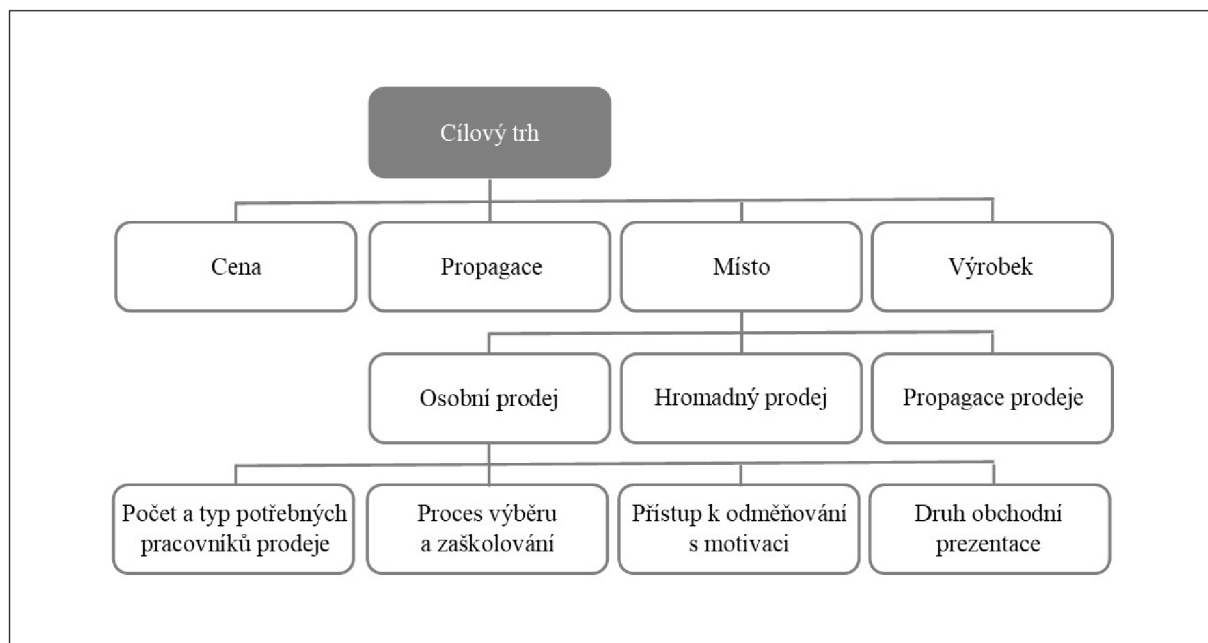 Cílový trh
Cena
Propagace
Místo
Výrobek
Osobní prodej
Hromadný prodej
Propagace prodeje
Počet a typ potřebných
pracovníků prodeje
Proces výběru
a zaškolování
Přístup k odměňování
s motivaci
Druh obchodní
prezentace